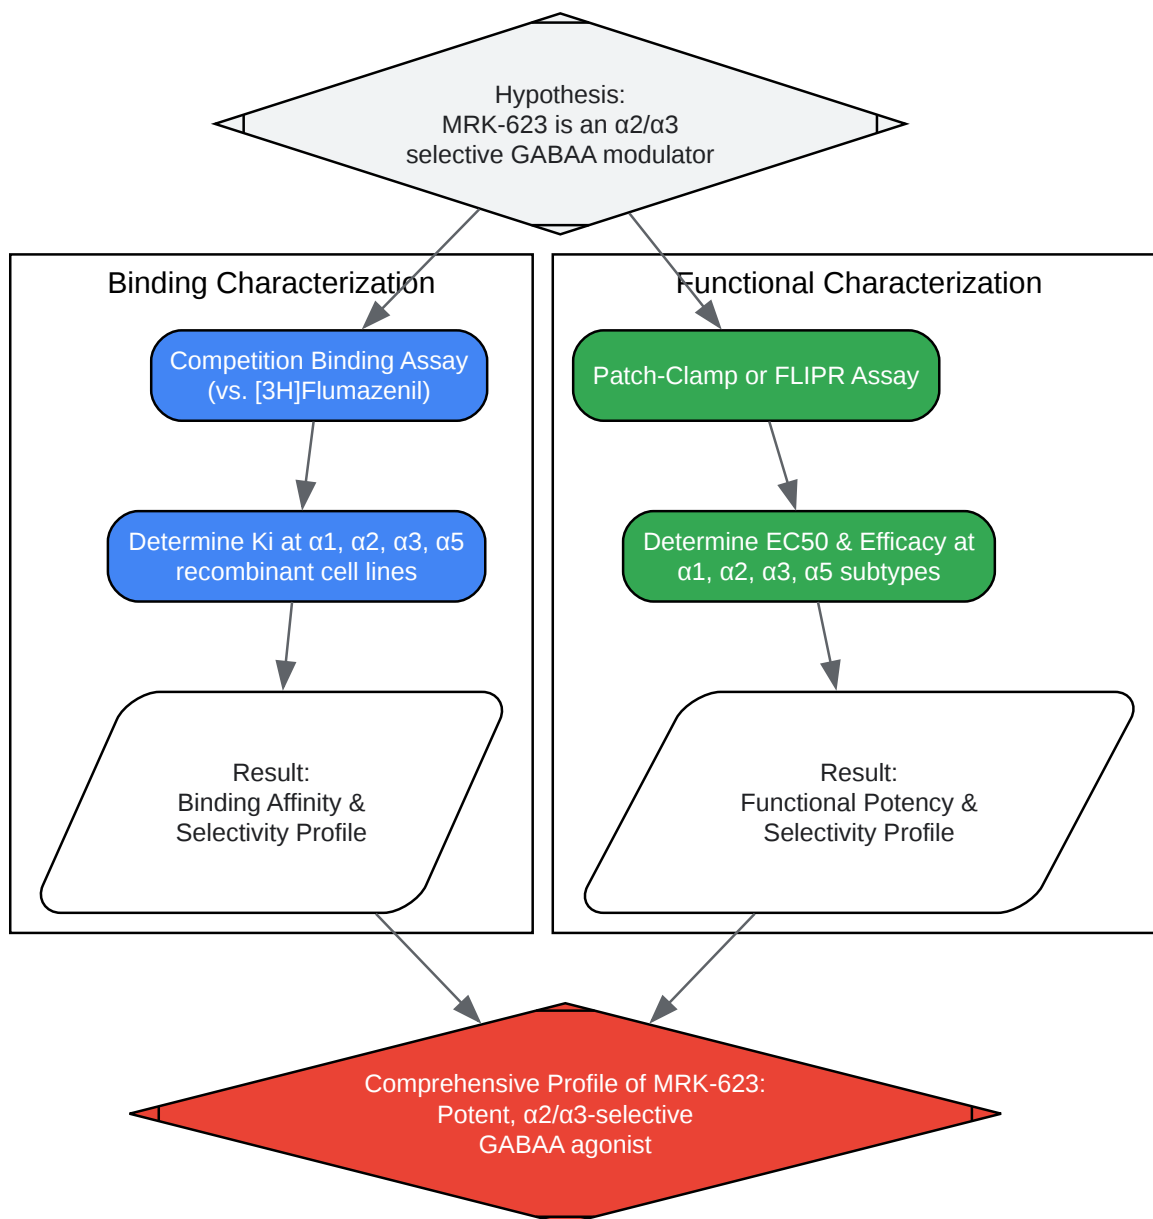 Hypothesis:
MRK-623 is an α2/α3
selective GABAA modulator
Binding Characterization
Competition Binding Assay
(vs. [3H]Flumazenil)
Determine Ki at α1, α2, α3, α5
recombinant cell lines
Result:
Binding Affinity &
Selectivity Profile
Functional Characterization
Patch-Clamp or FLIPR Assay
Determine EC50 & Efficacy at
α1, α2, α3, α5 subtypes
Result:
Functional Potency &
Selectivity Profile
Comprehensive Profile of MRK-623:
Potent, α2/α3-selective
GABAA agonist